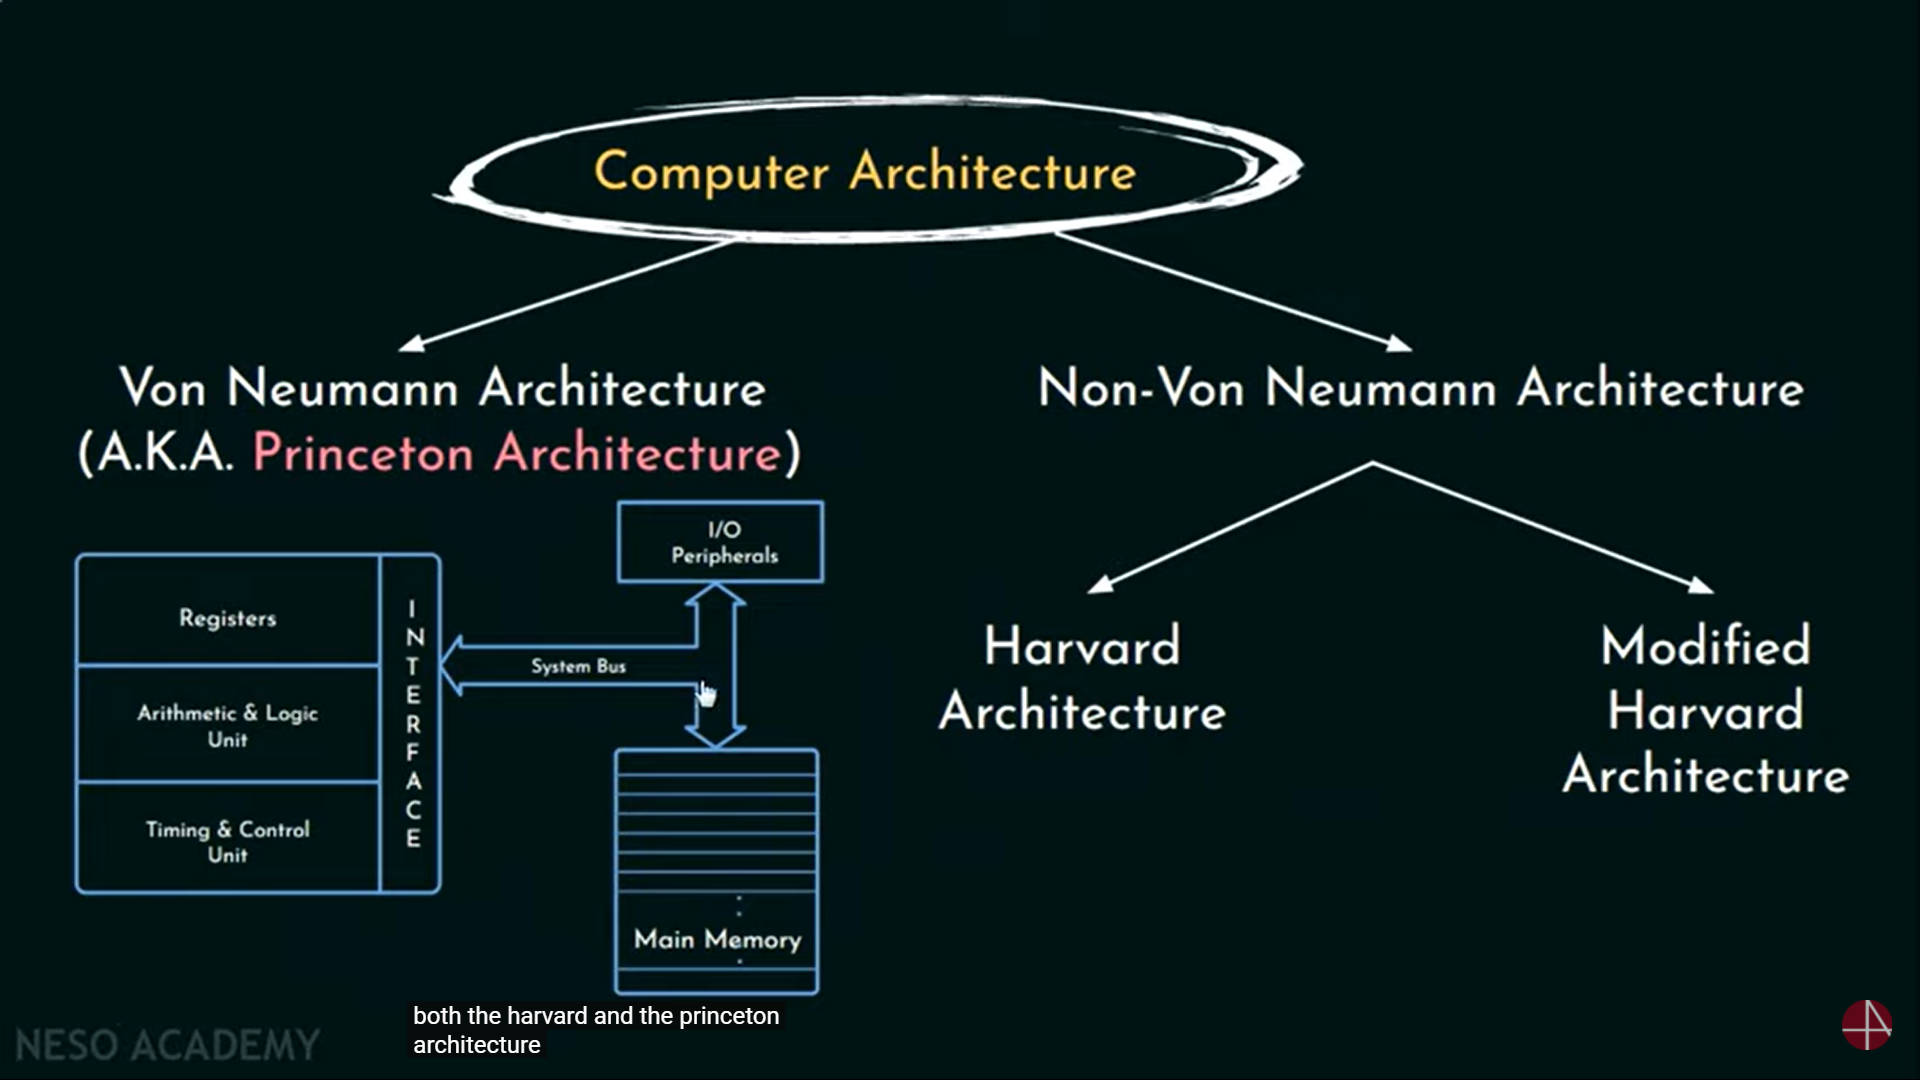 Computer Architecture
Von Neumann Architecture
(A.K.A. Princeton Architecture)
Non-Von Neumann Architecture
I/O
Peripherals
Registers
Arithmetic & Logic
Unit
Timing & Control
Unit
INTERFACE
System Bus
Main Memory
Harvard
Architecture
Modified
Harvard
Architecture
both the harvard and the princeton
architecture
NESO ACADEMY